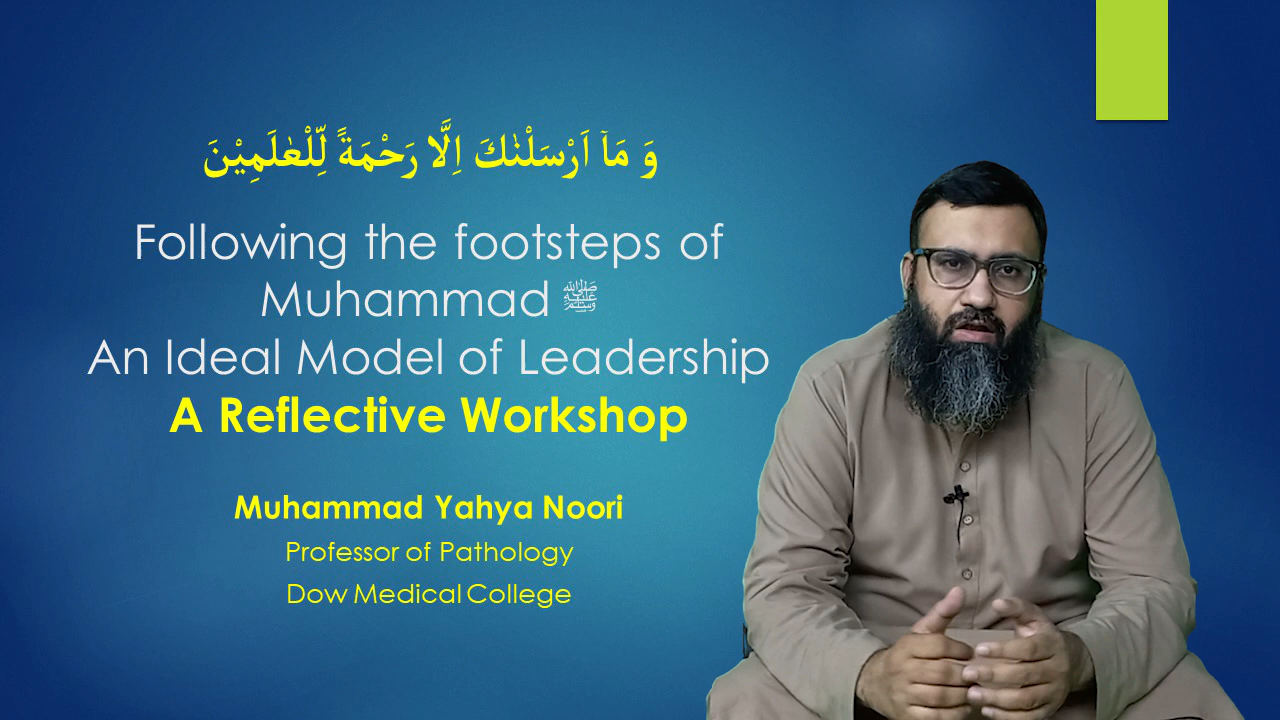 وَ مَاۤ اَرْسَلْنٰكَ اِلَّا رَحْمَةً لِّلْعٰلَمِیْنَ
Following the footsteps of
Muhammad ﷺ
An Ideal Model of Leadership
A Reflective Workshop
Muhammad Yahya Noori
Professor of Pathology
Dow Medical College